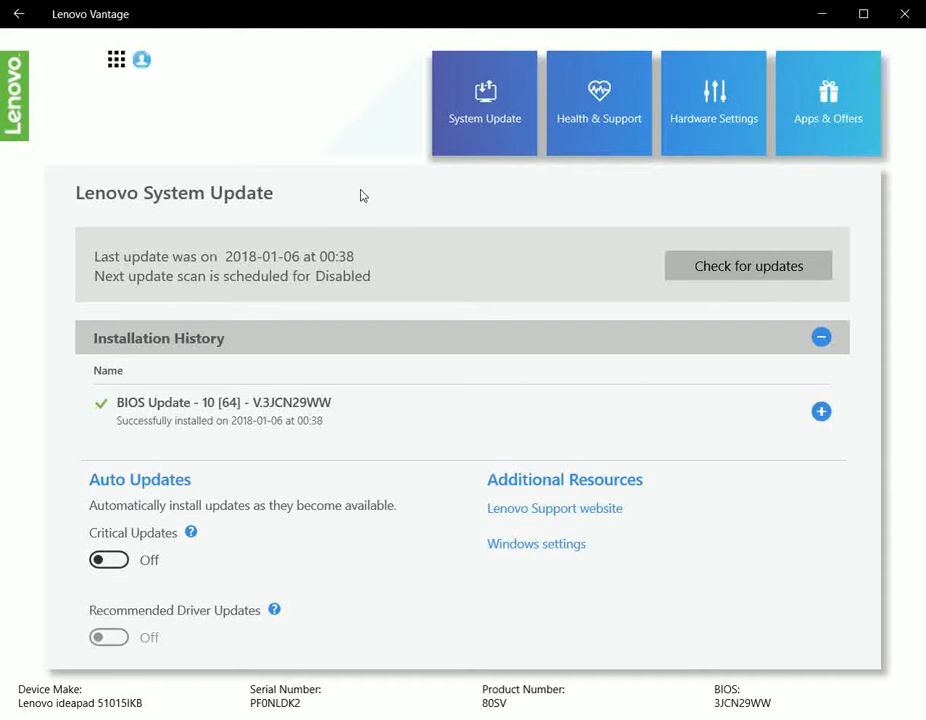 Lenovo Vantage
Lenovo.
System Update
Health & Support
Hardware Settings
Apps & Offers
Lenovo System Update
Last update was on 2018-01-06 at 00:38
Next update scan is scheduled for Disabled
Check for updates
Installation History
Name
BIOS Update - 10 [64] - V.3JCN29WW
Successfully installed on 2018-01-06 at 00:38
Auto Updates
Automatically install updates as they become available.
Critical Updates ?
Off
Recommended Driver Updates ?
Off
Additional Resources
Lenovo Support website
Windows settings
Device Make:
Lenovo ideapad 51015IKB
Serial Number:
PF0NLDK2
Product Number:
80SV
BIOS:
3JCN29WW